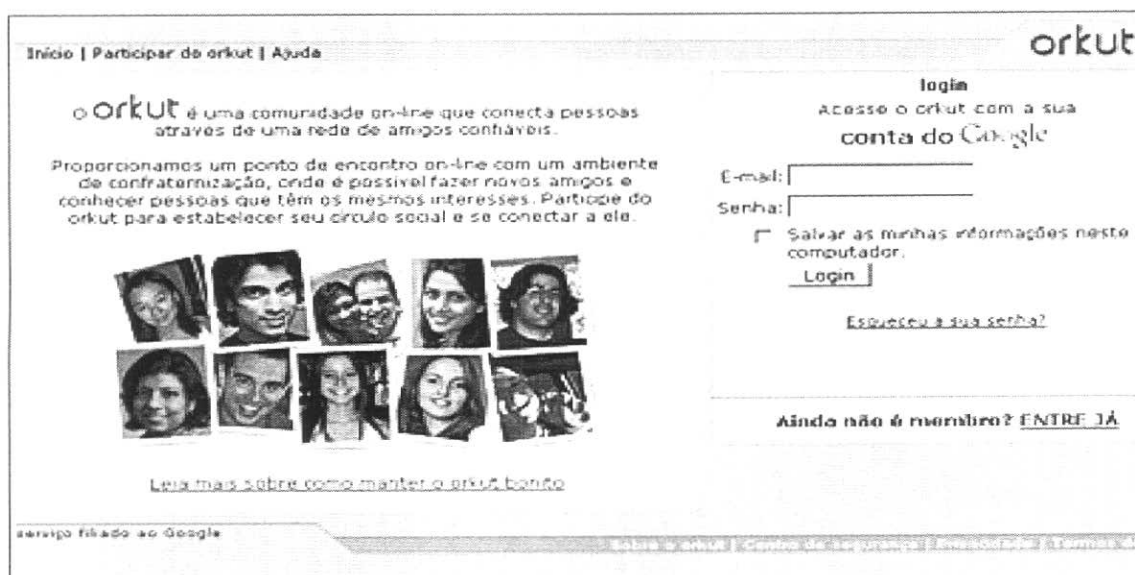 orkut
Início | Participar do orkut | Ajuda
O orkut é uma comunidade on-line que conecta pessoas
através de uma rede de amigos confiáveis.
Proporcionamos um ponto de encontro on-line com um ambiente
de confraternização, onde é possível fazer novos amigos e
conhecer pessoas que têm os mesmos interesses. Participe do
orkut para estabelecer seu círculo social e se conectar a ele.
Leia mais sobre como manter o orkut bonito
login
Acesse o orkut com a sua
conta do Google
E-mail:
Senha:
Salvar as minhas informações neste
computador.
Login
Esqueceu a sua senha?
Ainda não é membro? ENTRE JÁ
serviço filiado ao Google
Sobre o orkut | Centro de segurança | Privacidade | Termos d